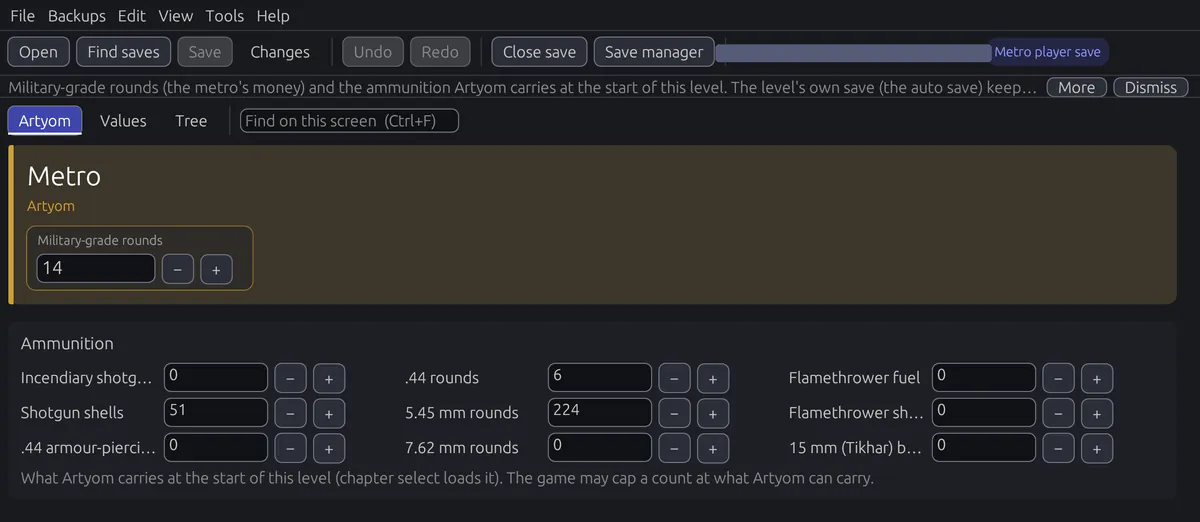 File Backups Edit View Tools Help
Open Find saves Save Changes Undo Redo Close save Save manager Metro player save
Military-grade rounds (the metro's money) and the ammunition Artyom carries at the start of this level. The level's own save (the auto save) keep… More Dismiss
Artyom Values Tree Find on this screen (Ctrl+F)
Metro
Artyom
Military-grade rounds
14 − +
Ammunition
Incendiary shotg… 0 − + .44 rounds 6 − + Flamethrower fuel 0 − +
Shotgun shells 51 − + 5.45 mm rounds 224 − + Flamethrower sh… 0 − +
.44 armour-pierci… 0 − + 7.62 mm rounds 0 − + 15 mm (Tikhar) b… 0 − +
What Artyom carries at the start of this level (chapter select loads it). The game may cap a count at what Artyom can carry.